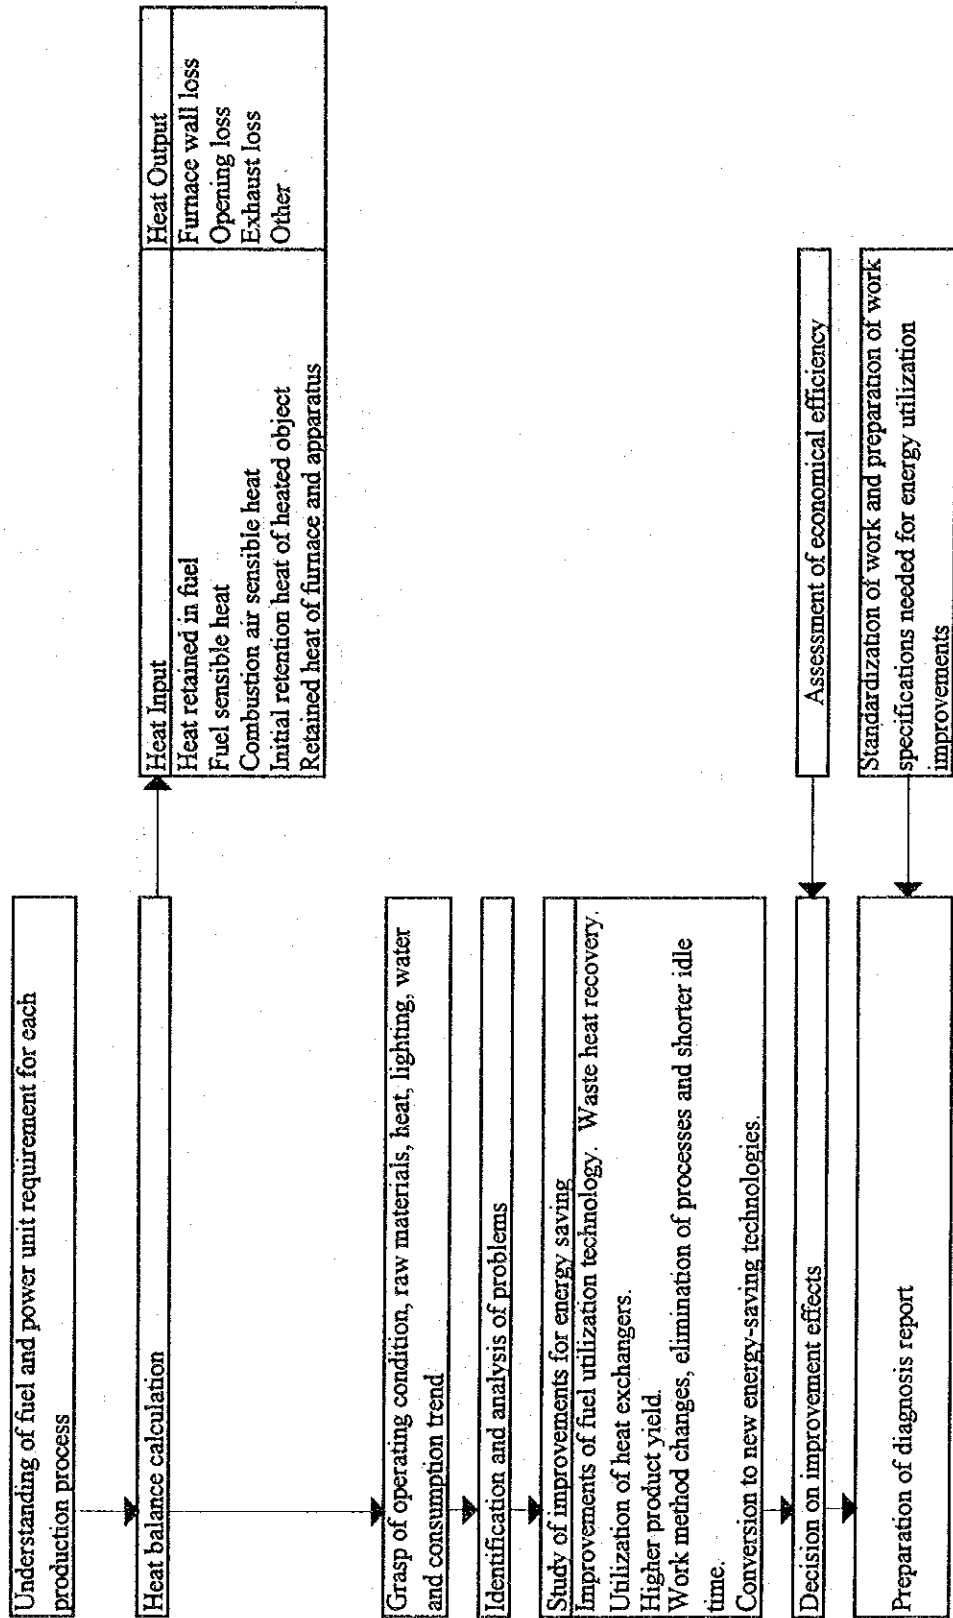 Understanding of fuel and power unit requirement for each
production process
Heat balance calculation
Heat Input
Heat Output
Heat retained in fuel
Fuel sensible heat
Combustion air sensible heat
Initial retention heat of heated object
Retained heat of furnace and apparatus
Furnace wall loss
Opening loss
Exhaust loss
Other
Grasp of operating condition, raw materials, heat, lighting, water
and consumption trend
Identification and analysis of problems
Study of improvements for energy saving
Improvements of fuel utilization technology. Waste heat recovery.
Utilization of heat exchangers.
Higher product yield.
Work method changes, elimination of processes and shorter idle
time.
Conversion to new energy-saving technologies.
Decision on improvement effects
Assessment of economical efficiency
Preparation of diagnosis report
Standardization of work and preparation of work
specifications needed for energy utilization
improvements